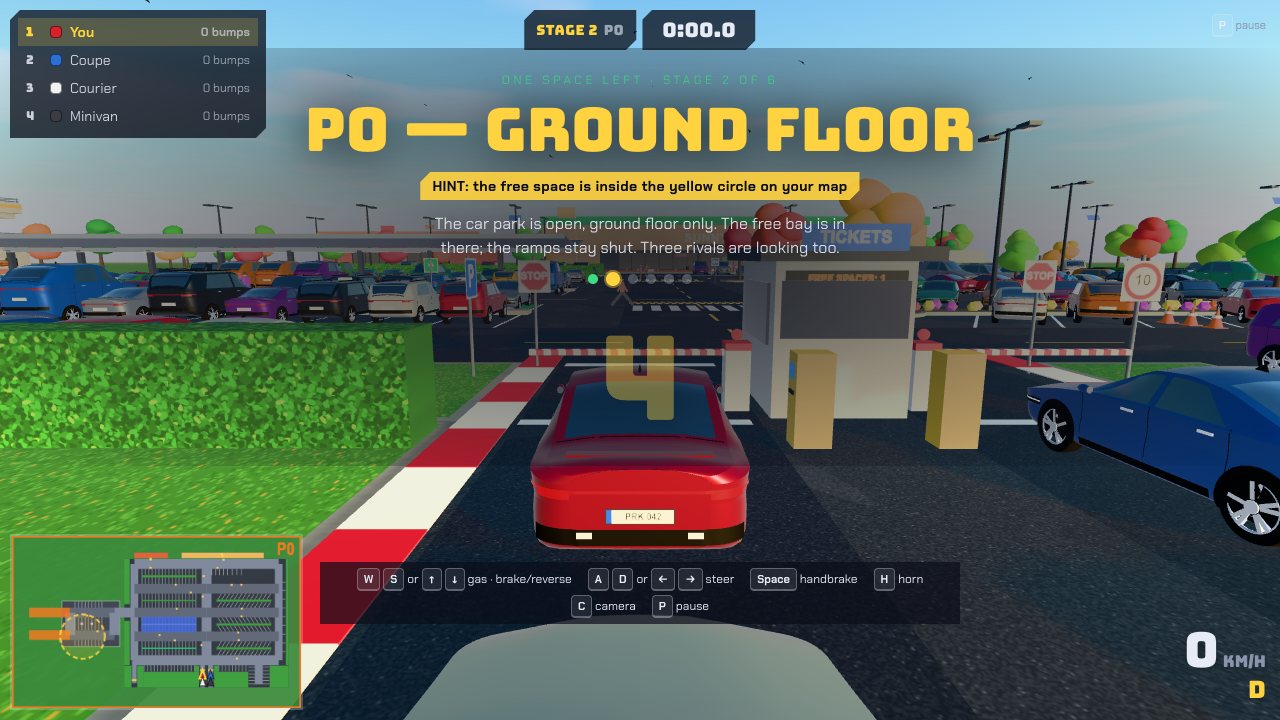 1 You 0 bumps
2 Coupe 0 bumps
3 Courier 0 bumps
4 Minivan 0 bumps
STAGE 2 P0
0:00.0
P pause
ONE SPACE LEFT · STAGE 2 OF 6
P0 — GROUND FLOOR
HINT: the free space is inside the yellow circle on your map
The car park is open, ground floor only. The free bay is in
there; the ramps stay shut. Three rivals are looking too.
TICKETS
FREE SPACES: 1
P
STOP
STOP
10
4
PRK 042
W S or ↑ ↓ gas · brake/reverse A D or ← → steer Space handbrake H horn
C camera P pause
P0
0 KM/H
D